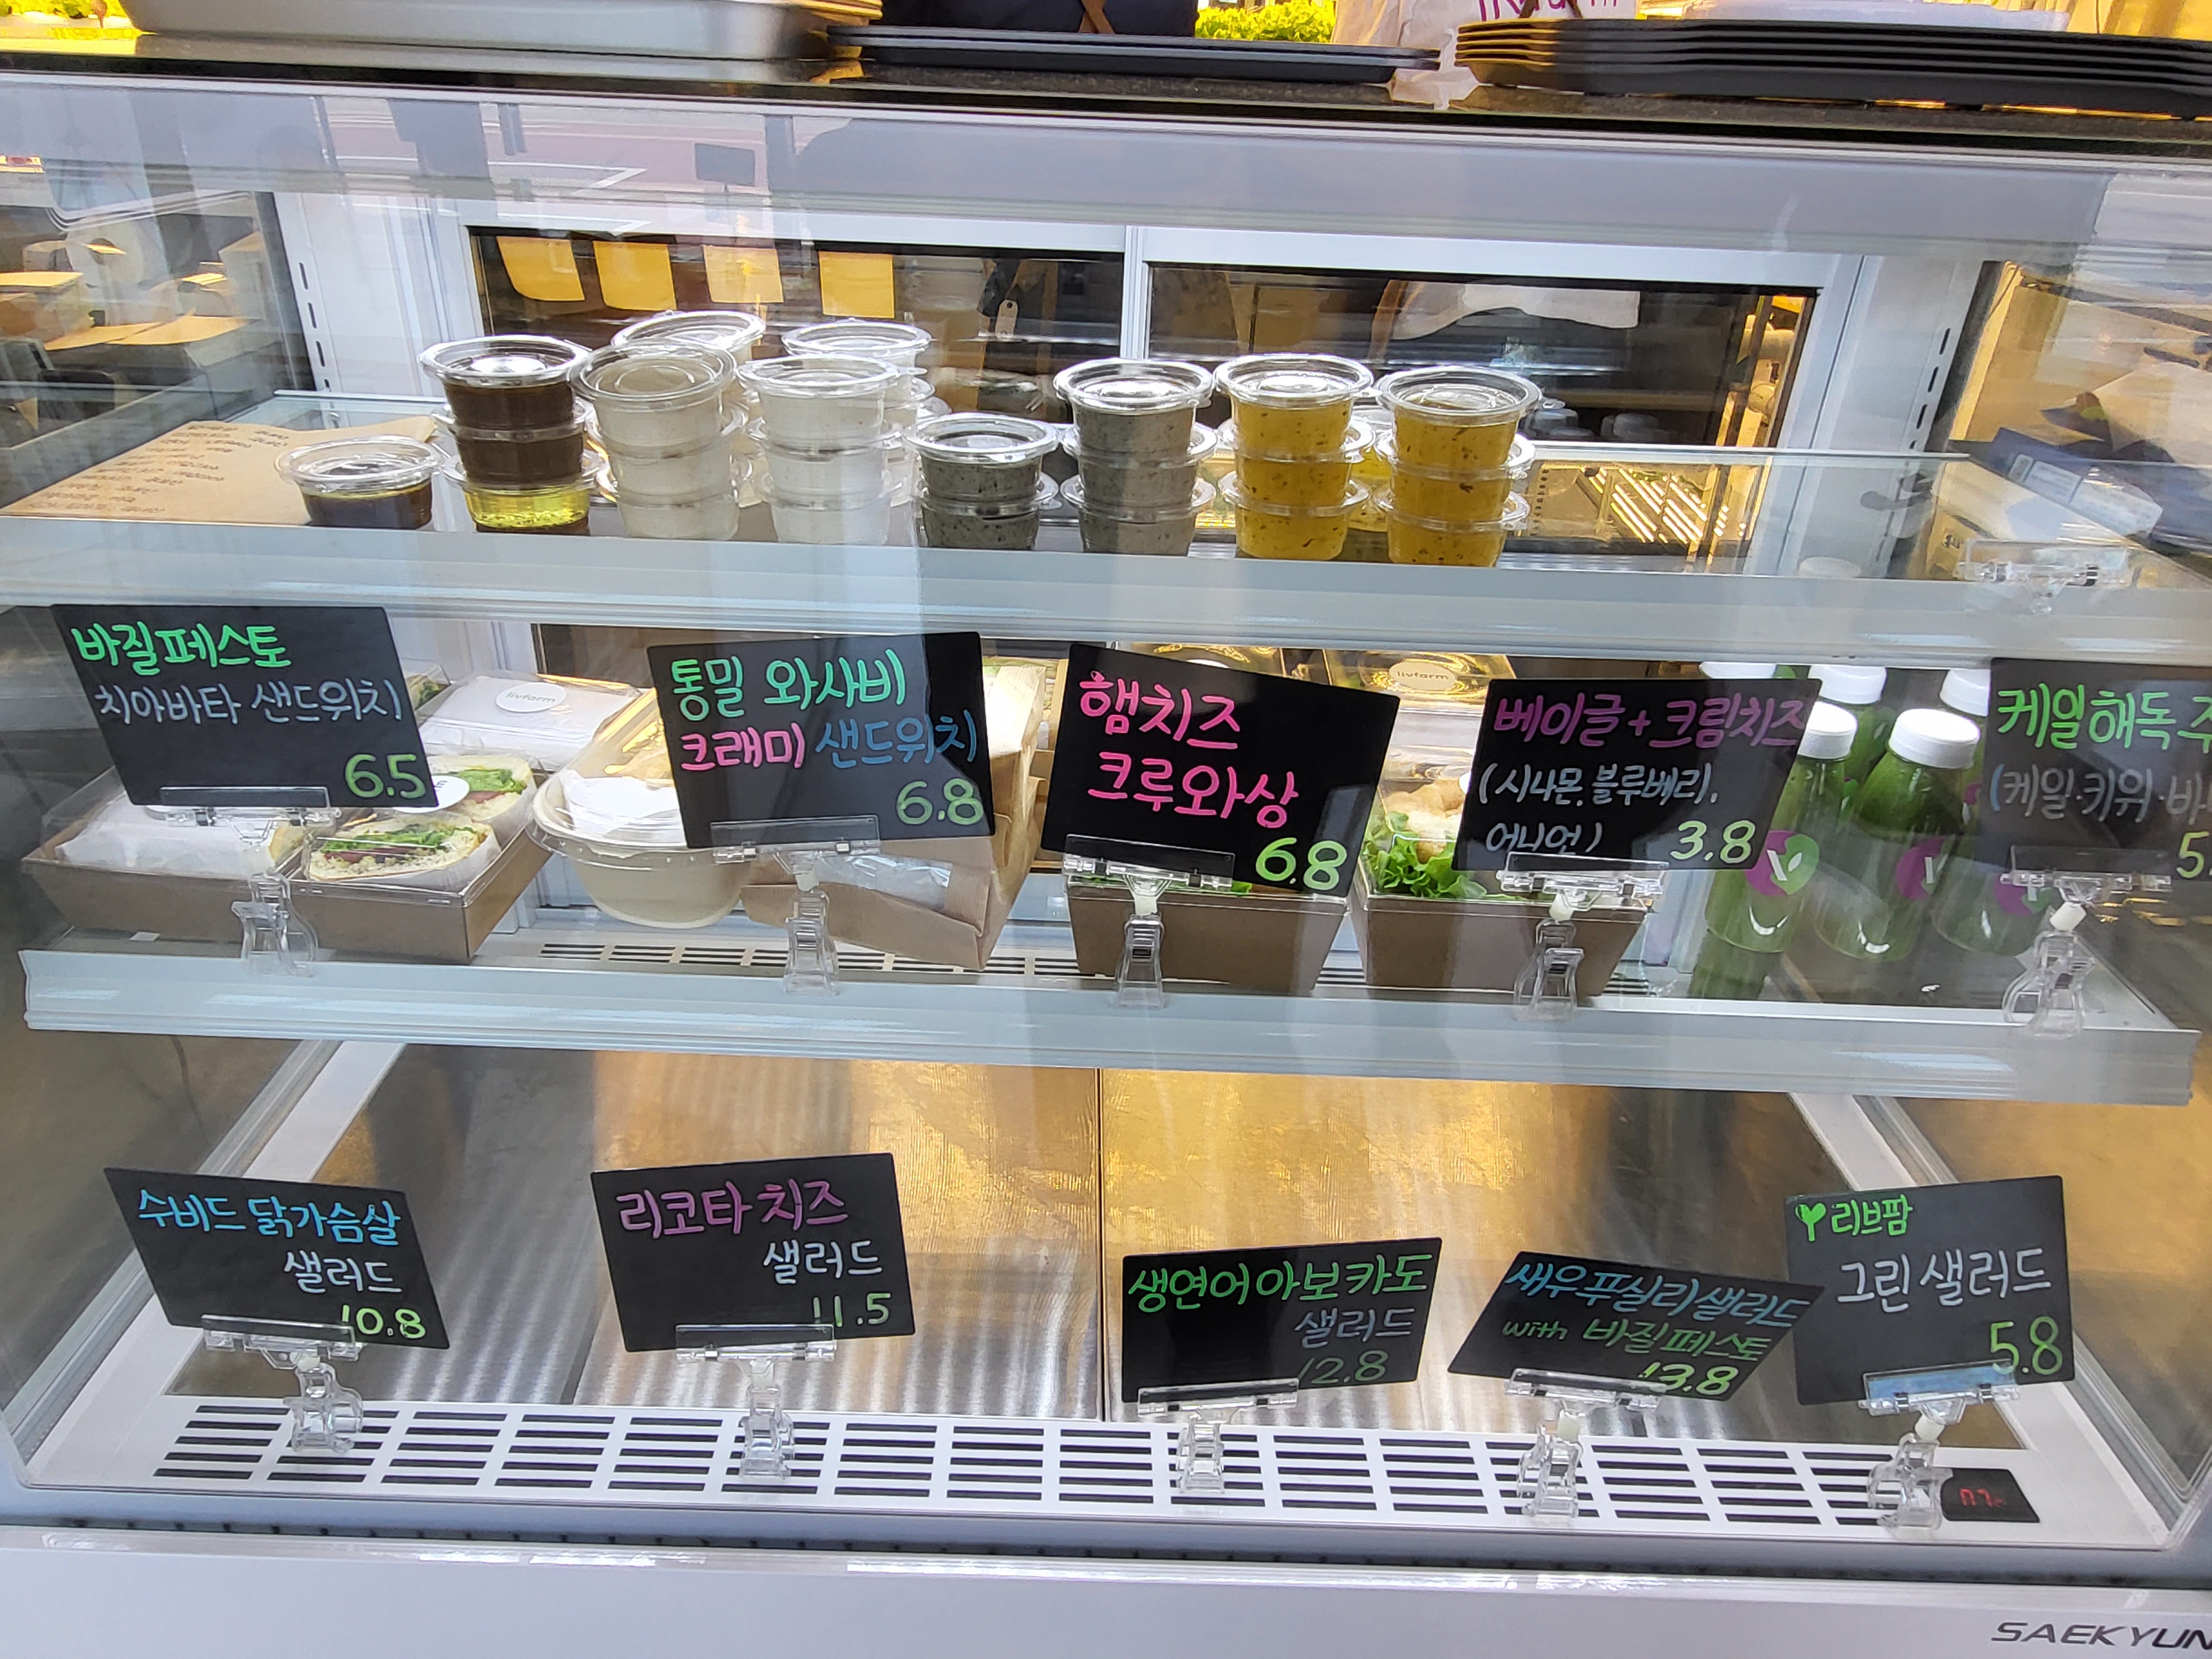 livfarm
livfarm
바질페스토
치아바타 샌드위치
6.5
통밀 와사비
크래미 샌드위치
6.8
햄치즈
크루와상
6.8
베이글+크림치즈
(시나몬, 블루베리,
어니언)
3.8
케일해독주
(케일·키위·바
5.
수비드 닭가슴살
샐러드
10.8
리코타 치즈
샐러드
11.5
생연어아보카도
샐러드
12.8
새우푸실리샐러드
with 바질페스토
13.8
리브팜
그린 샐러드
5.8
SAEKYUN